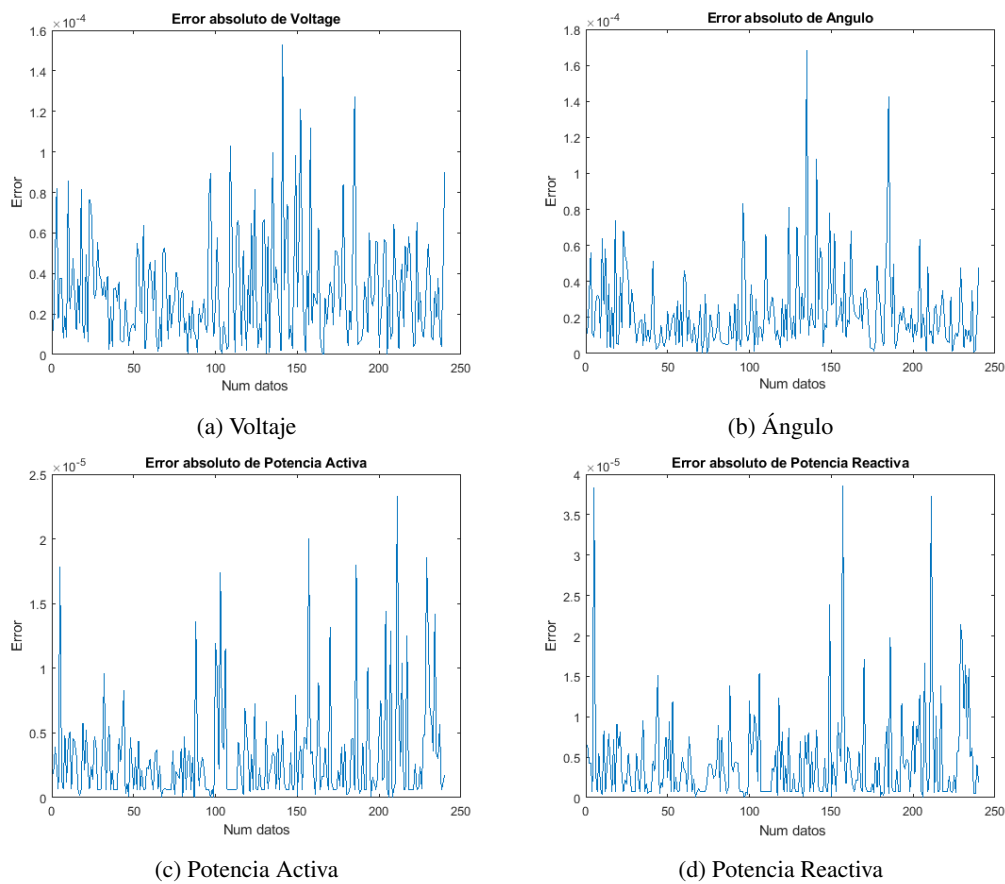 Error absoluto de Voltage
×10-4
1.6
1.4
1.2
1
0.8
0.6
0.4
0.2
0
Error
0 50 100 150 200 250
Num datos
(a) Voltaje
Error absoluto de Angulo
×10-4
1.8
1.6
1.4
1.2
1
0.8
0.6
0.4
0.2
0
Error
0 50 100 150 200 250
Num datos
(b) Ángulo
Error absoluto de Potencia Activa
×10-5
2.5
2
1.5
1
0.5
0
Error
0 50 100 150 200 250
Num datos
(c) Potencia Activa
Error absoluto de Potencia Reactiva
×10-5
4
3.5
3
2.5
2
1.5
1
0.5
0
Error
0 50 100 150 200 250
Num datos
(d) Potencia Reactiva